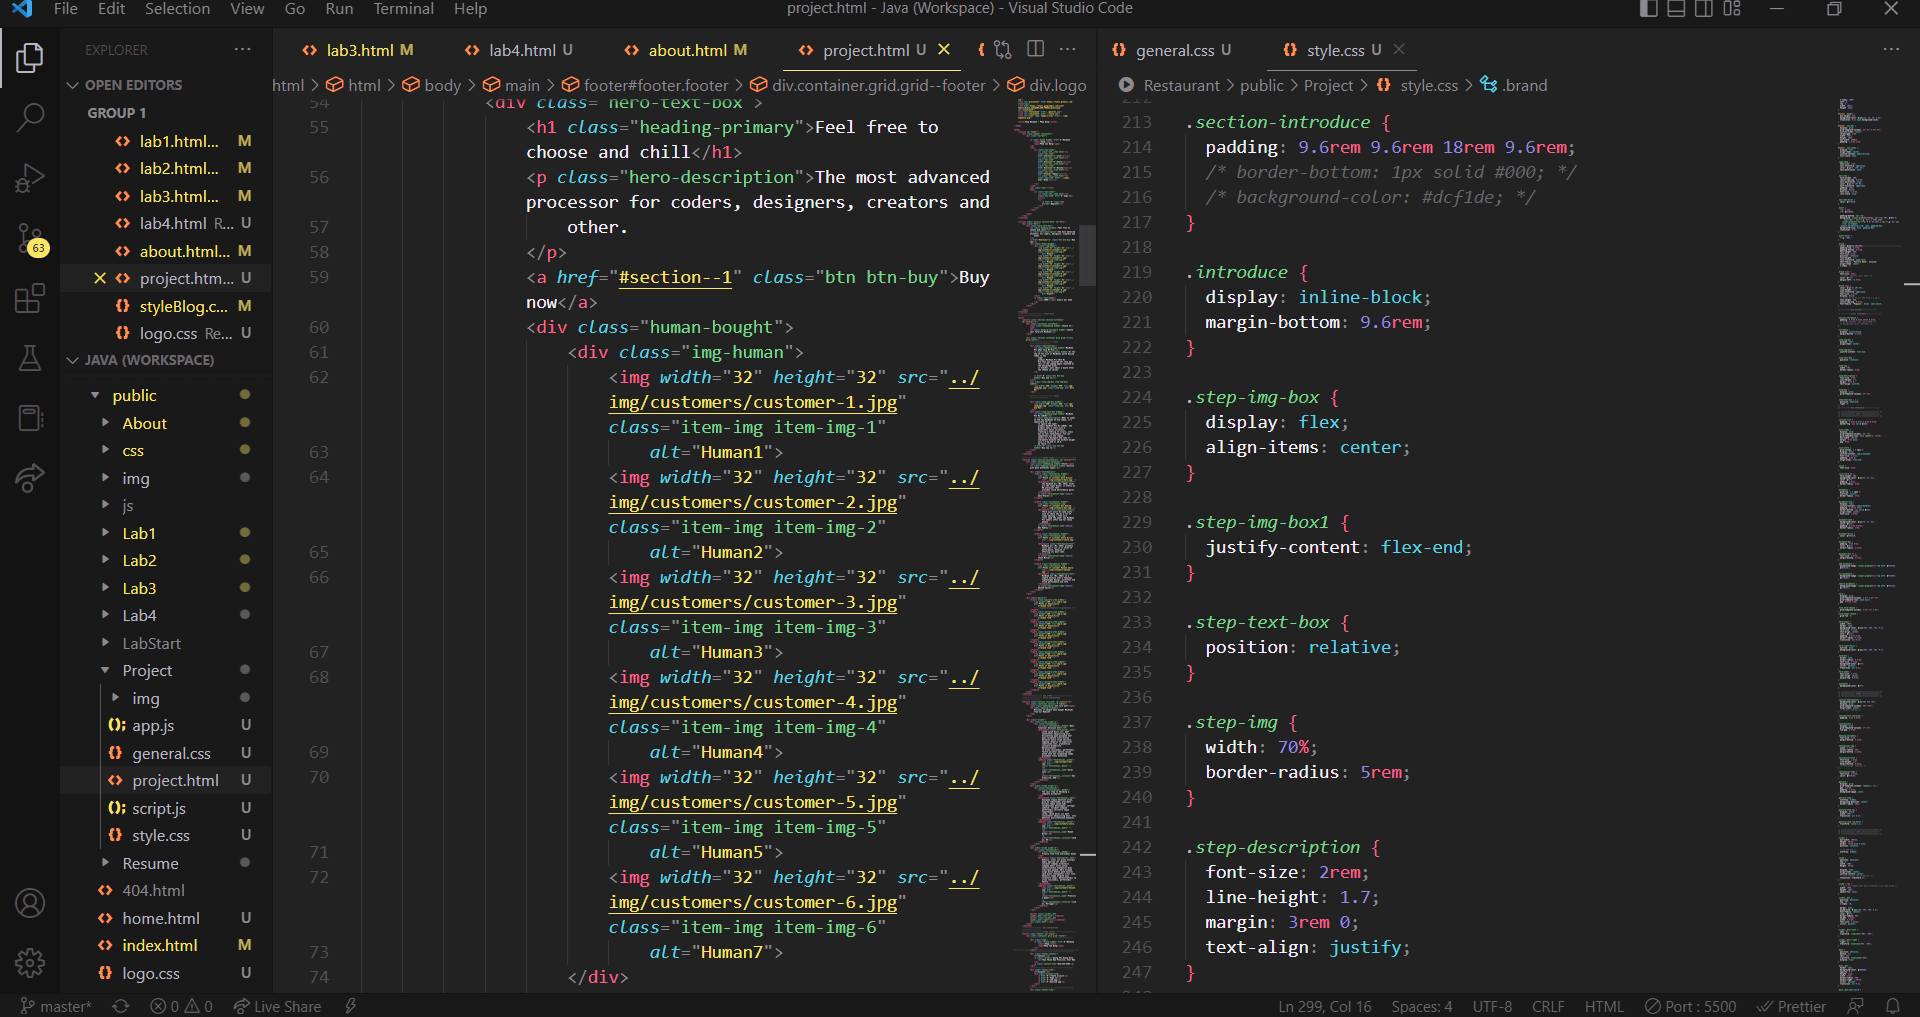 File Edit Selection View Go Run Terminal Help
project.html - Java (Workspace) - Visual Studio Code
EXPLORER
OPEN EDITORS
GROUP 1
lab1.html... M
lab2.html... M
lab3.html... M
lab4.html R... U
about.html... M
project.htm... U
styleBlog.c... M
logo.css Re... U
JAVA (WORKSPACE)
public
About
css
img
js
Lab1
Lab2
Lab3
Lab4
LabStart
Project
img
app.js U
general.css U
project.html U
script.js U
style.css U
Resume
404.html
home.html U
index.html M
logo.css U
63
lab3.html M lab4.html U about.html M project.html U
html > html > body > main > footer#footer.footer > div.container.grid.grid--footer > div.logo
54 <div class="hero-text-box">
55 <h1 class="heading-primary">Feel free to
choose and chill</h1>
56 <p class="hero-description">The most advanced
processor for coders, designers, creators and
57 other.
58 </p>
59 <a href="#section--1" class="btn btn-buy">Buy
now</a>
60 <div class="human-bought">
61 <div class="img-human">
62 <img width="32" height="32" src="../
img/customers/customer-1.jpg"
class="item-img item-img-1"
63 alt="Human1">
64 <img width="32" height="32" src="../
img/customers/customer-2.jpg"
class="item-img item-img-2"
65 alt="Human2">
66 <img width="32" height="32" src="../
img/customers/customer-3.jpg"
class="item-img item-img-3"
67 alt="Human3">
68 <img width="32" height="32" src="../
img/customers/customer-4.jpg"
class="item-img item-img-4"
69 alt="Human4">
70 <img width="32" height="32" src="../
img/customers/customer-5.jpg"
class="item-img item-img-5"
71 alt="Human5">
72 <img width="32" height="32" src="../
img/customers/customer-6.jpg"
class="item-img item-img-6"
73 alt="Human7">
74 </div>
general.css U style.css U
Restaurant > public > Project > style.css > .brand
212
213 .section-introduce {
214 padding: 9.6rem 9.6rem 18rem 9.6rem;
215 /* border-bottom: 1px solid #000; */
216 /* background-color: #dcf1de; */
217 }
218
219 .introduce {
220 display: inline-block;
221 margin-bottom: 9.6rem;
222 }
223
224 .step-img-box {
225 display: flex;
226 align-items: center;
227 }
228
229 .step-img-box1 {
230 justify-content: flex-end;
231 }
232
233 .step-text-box {
234 position: relative;
235 }
236
237 .step-img {
238 width: 70%;
239 border-radius: 5rem;
240 }
241
242 .step-description {
243 font-size: 2rem;
244 line-height: 1.7;
245 margin: 3rem 0;
246 text-align: justify;
247 }
master* 0 0 Live Share
Ln 299, Col 16 Spaces: 4 UTF-8 CRLF HTML Port : 5500 Prettier